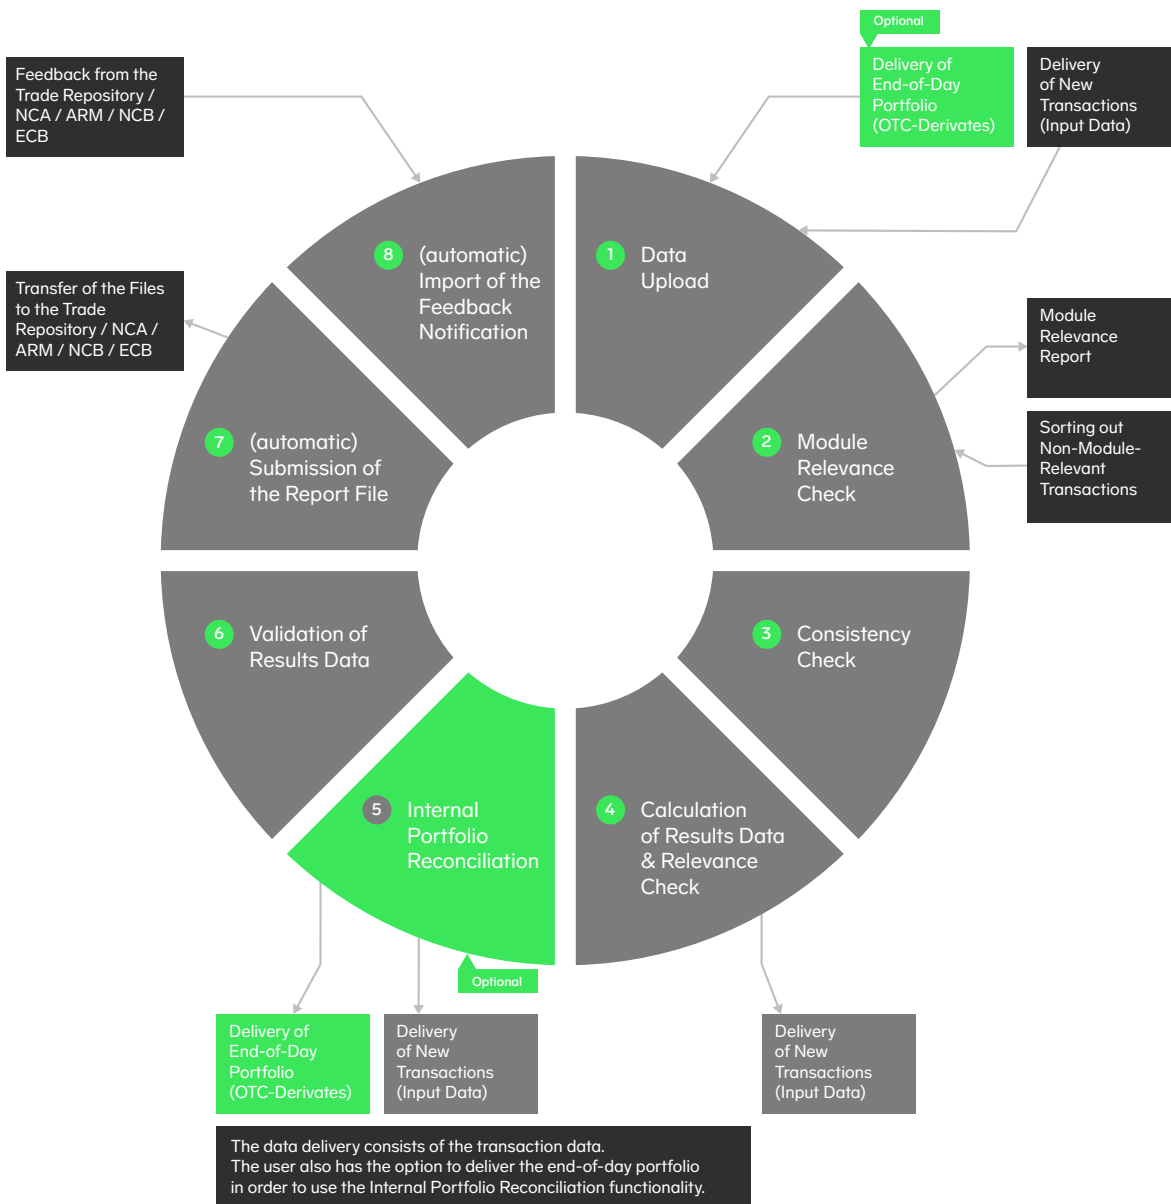 Optional
Delivery of
End-of-Day
Portfolio
(OTC-Derivates)
Delivery
of New
Transactions
(Input Data)
Feedback from the
Trade Repository /
NCA / ARM / NCB /
ECB
Transfer of the Files
to the Trade
Repository / NCA /
ARM / NCB / ECB
Module
Relevance
Report
Sorting out
Non-Module-
Relevant
Transactions
1 Data
Upload
2 Module
Relevance
Check
3 Consistency
Check
4 Calculation
of Results Data
& Relevance
Check
5 Internal
Portfolio
Reconciliation
6 Validation of
Results Data
7 (automatic)
Submission of
the Report File
8 (automatic)
Import of the
Feedback
Notification
Optional
Delivery of
End-of-Day
Portfolio
(OTC-Derivates)
Delivery
of New
Transactions
(Input Data)
Delivery
of New
Transactions
(Input Data)
The data delivery consists of the transaction data.
The user also has the option to deliver the end-of-day portfolio
in order to use the Internal Portfolio Reconciliation functionality.